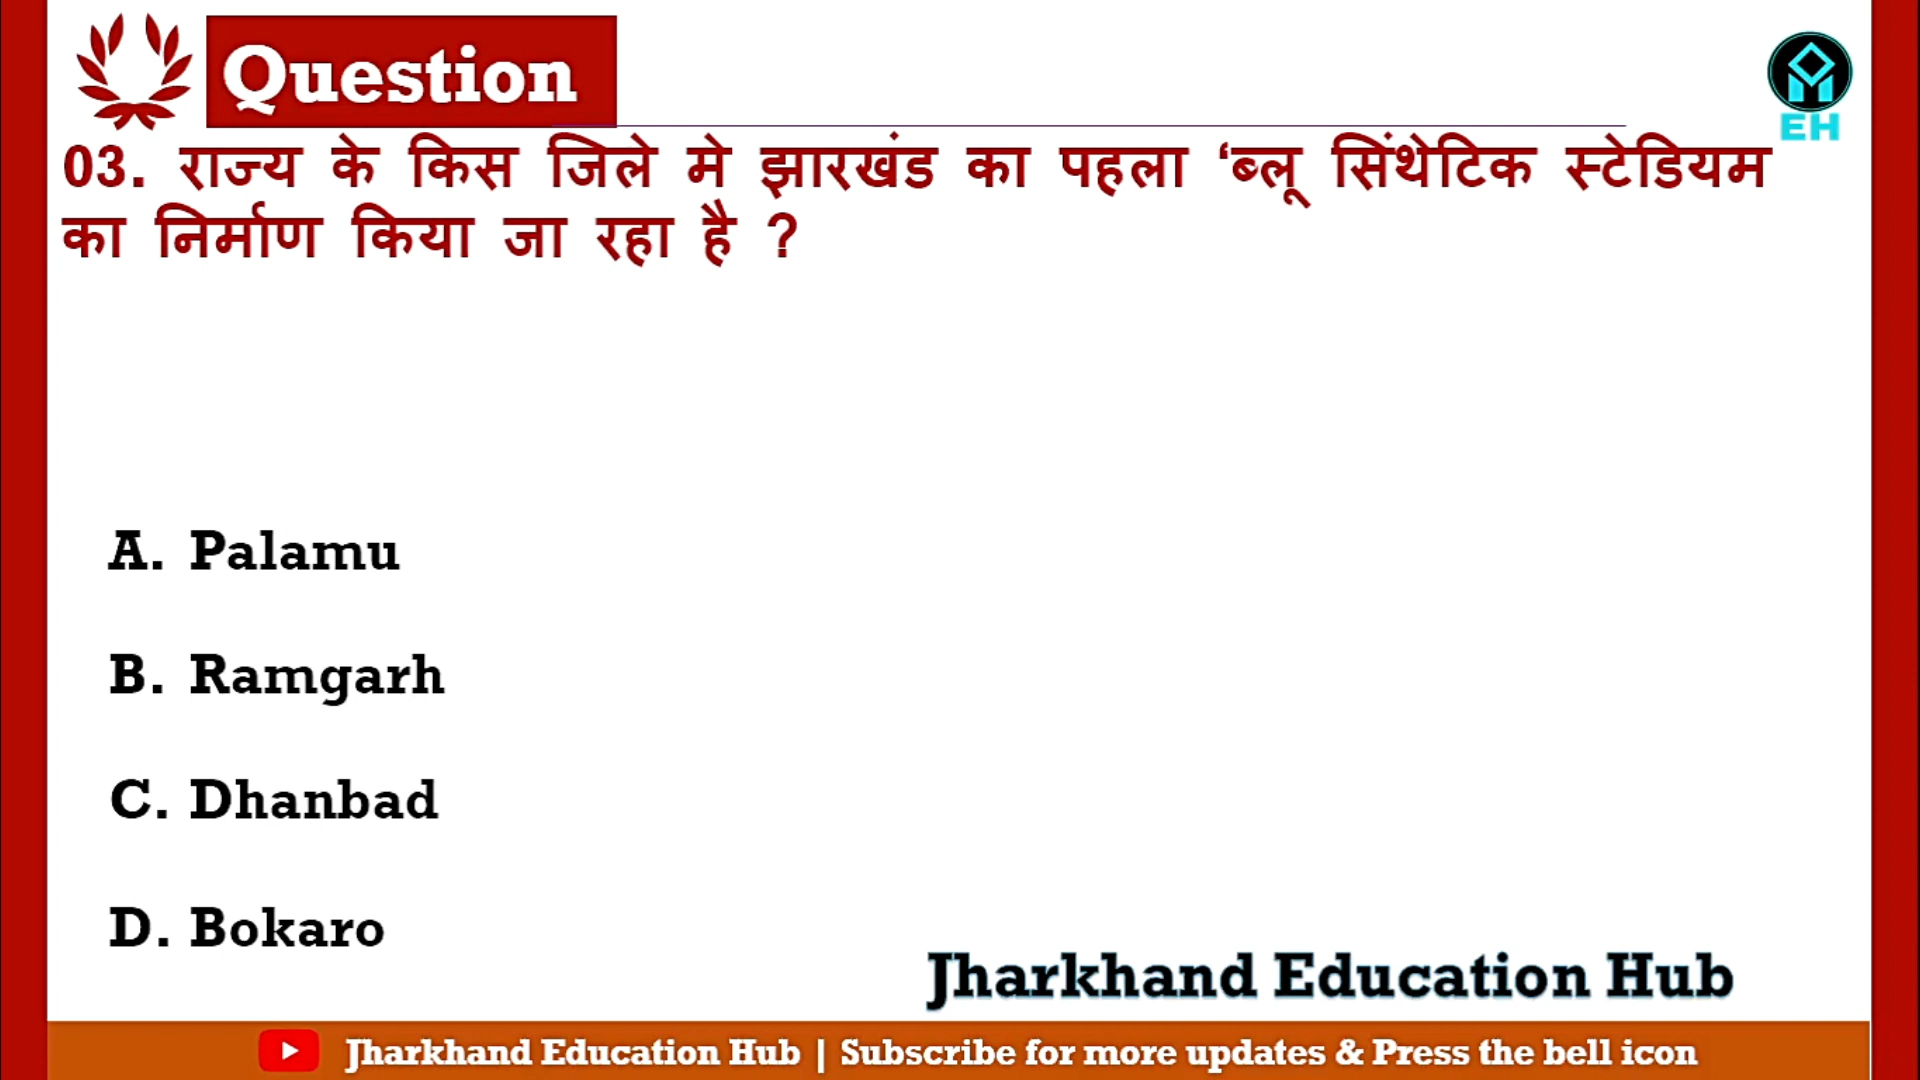 Question
EH
03. राज्य के किस जिले मे झारखंड का पहला ‘ब्लू सिंथेटिक स्टेडियम
का निर्माण किया जा रहा है ?
A. Palamu
B. Ramgarh
C. Dhanbad
D. Bokaro
Jharkhand Education Hub
Jharkhand Education Hub | Subscribe for more updates & Press the bell icon